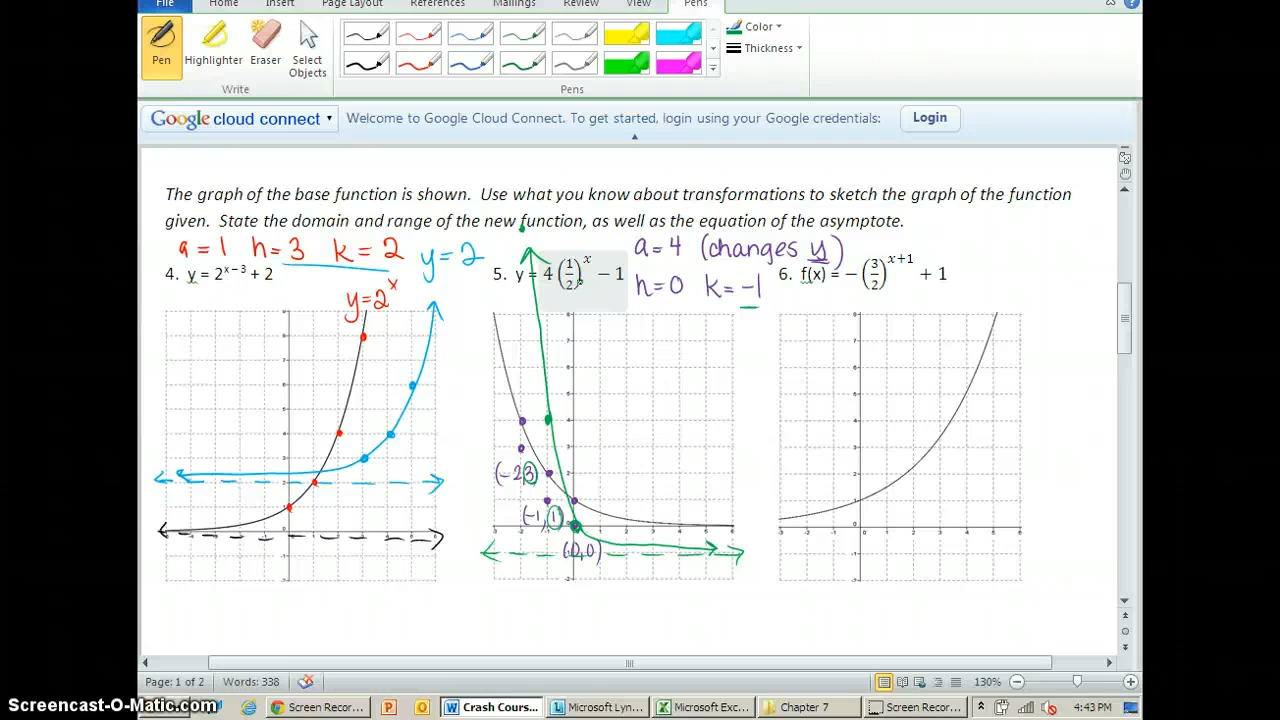 File Home Insert Page Layout References Mailings Review View Pens
Pen Highlighter Eraser Select Objects
Color
Thickness
Write Pens
Google cloud connect Welcome to Google Cloud Connect. To get started, login using your Google credentials: Login
The graph of the base function is shown. Use what you know about transformations to sketch the graph of the function
given. State the domain and range of the new function, as well as the equation of the asymptote.
a = 1 h = 3 k = 2 y = 2
4. y = 2^(x – 3) + 2
y = 2^x
a = 4 (changes y)
5. y = 4(1/2)^x – 1
h = 0 k = -1
6. f(x) = –(3/2)^(x+1) + 1
(-2,3)
(-1,1)
(0,0)
Page: 1 of 2 Words: 338 130%
Screen Recor... Crash Cours... Microsoft Lyn... Microsoft Exc... Chapter 7 Screen Recor... 4:43 PM
Screencast-O-Matic.com